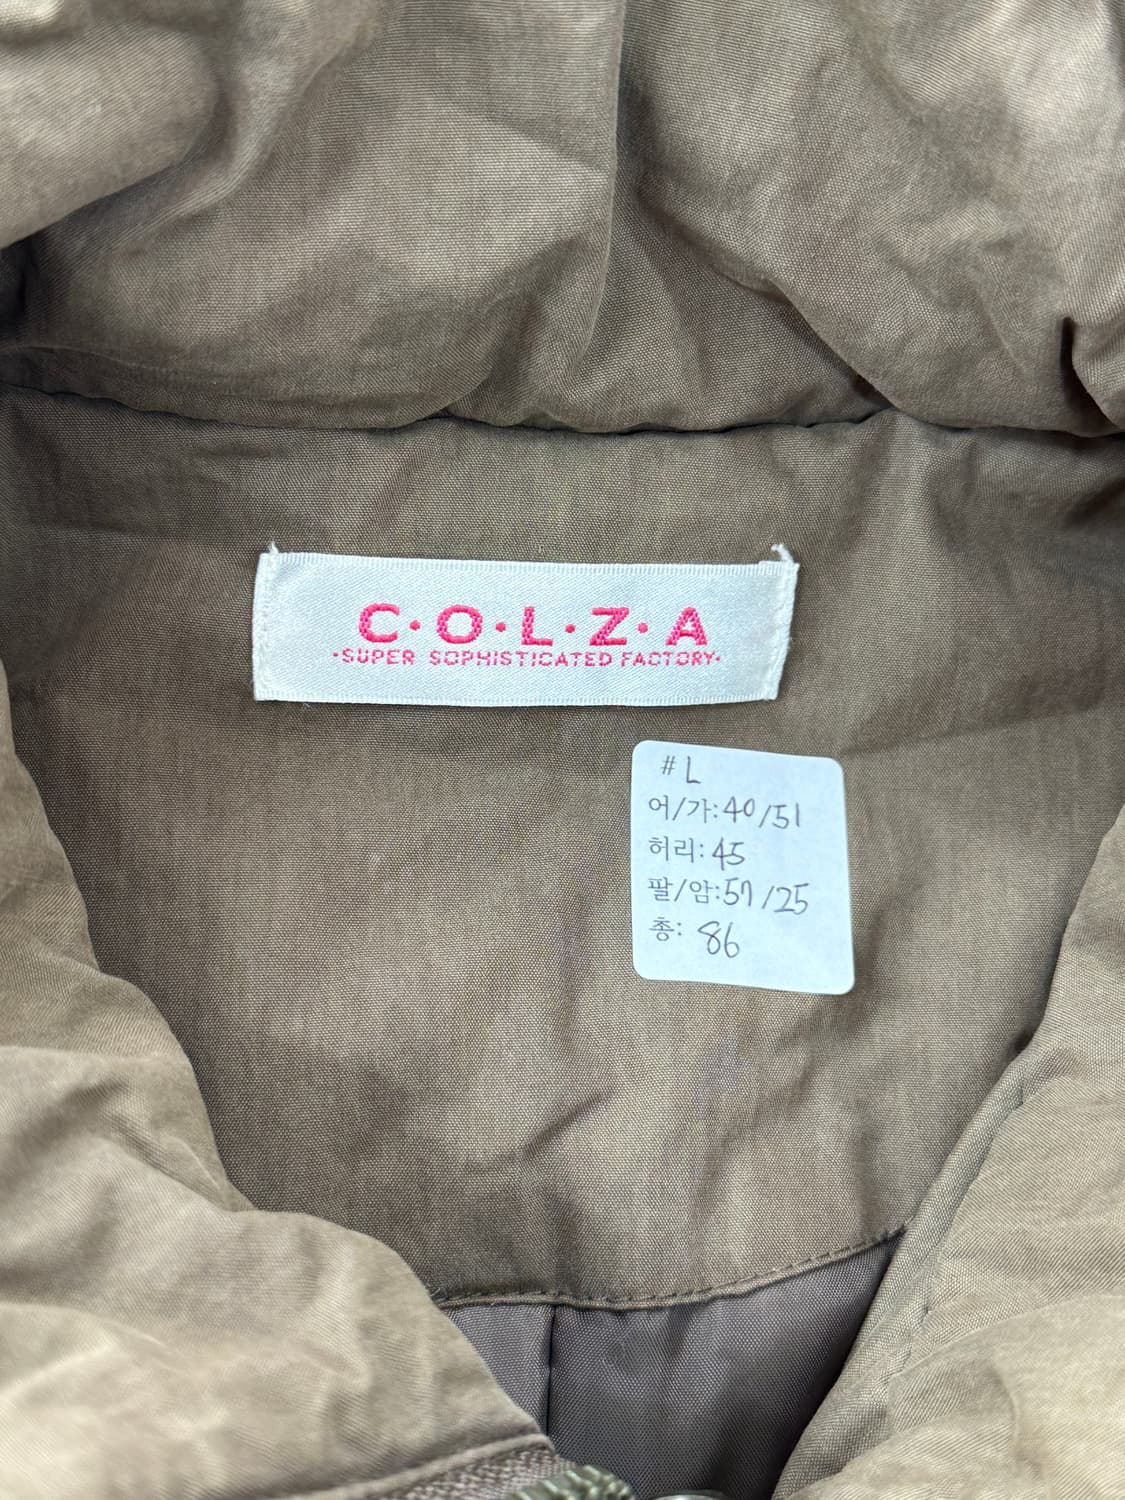 C·O·L·Z·A
·SUPER SOPHISTICATED FACTORY·
# L
어/가:40/51
허리:45
팔/암:57/25
총: 86